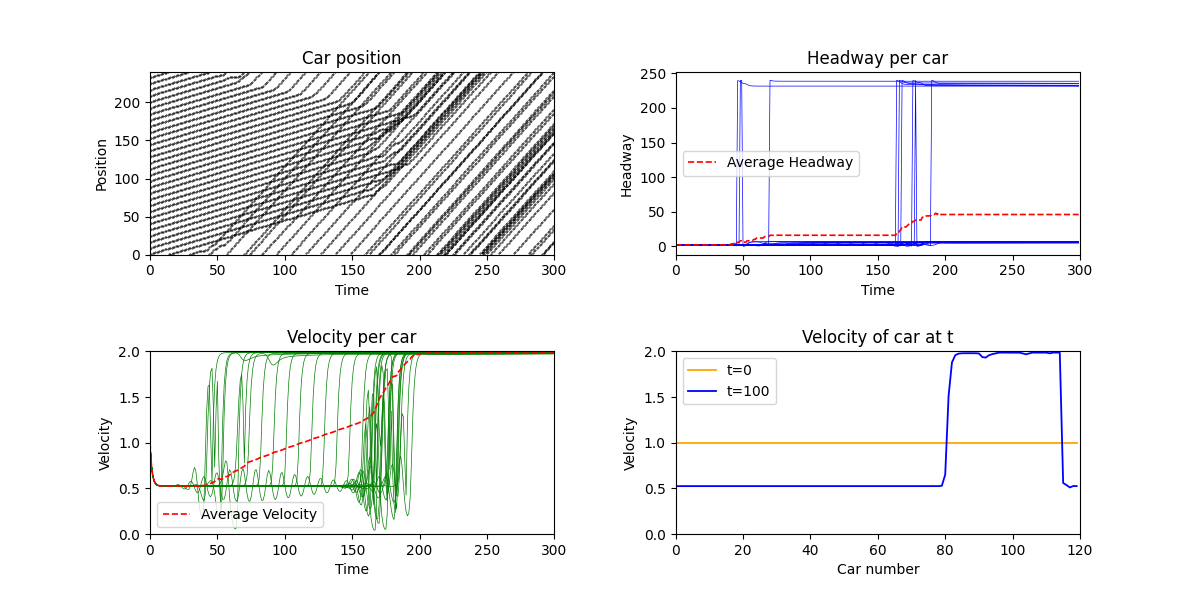 Car position
Position
200
150
100
50
0
0 50 100 150 200 250 300
Time
Headway per car
Headway
250
200
150
100
50
0
Average Headway
0 50 100 150 200 250 300
Time
Velocity per car
Velocity
2.0
1.5
1.0
0.5
0.0
Average Velocity
0 50 100 150 200 250 300
Time
Velocity of car at t
Velocity
2.0
1.5
1.0
0.5
0.0
t=0
t=100
0 20 40 60 80 100 120
Car number